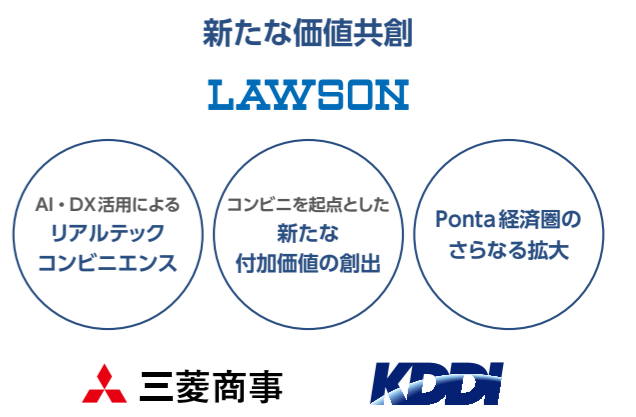 新たな価値共創
LAWSON
AI・DX活用による
リアルテック
コンビニエンス
コンビニを起点とした
新たな
付加価値の創出
Ponta経済圏の
さらなる拡大
三菱商事
KDDI